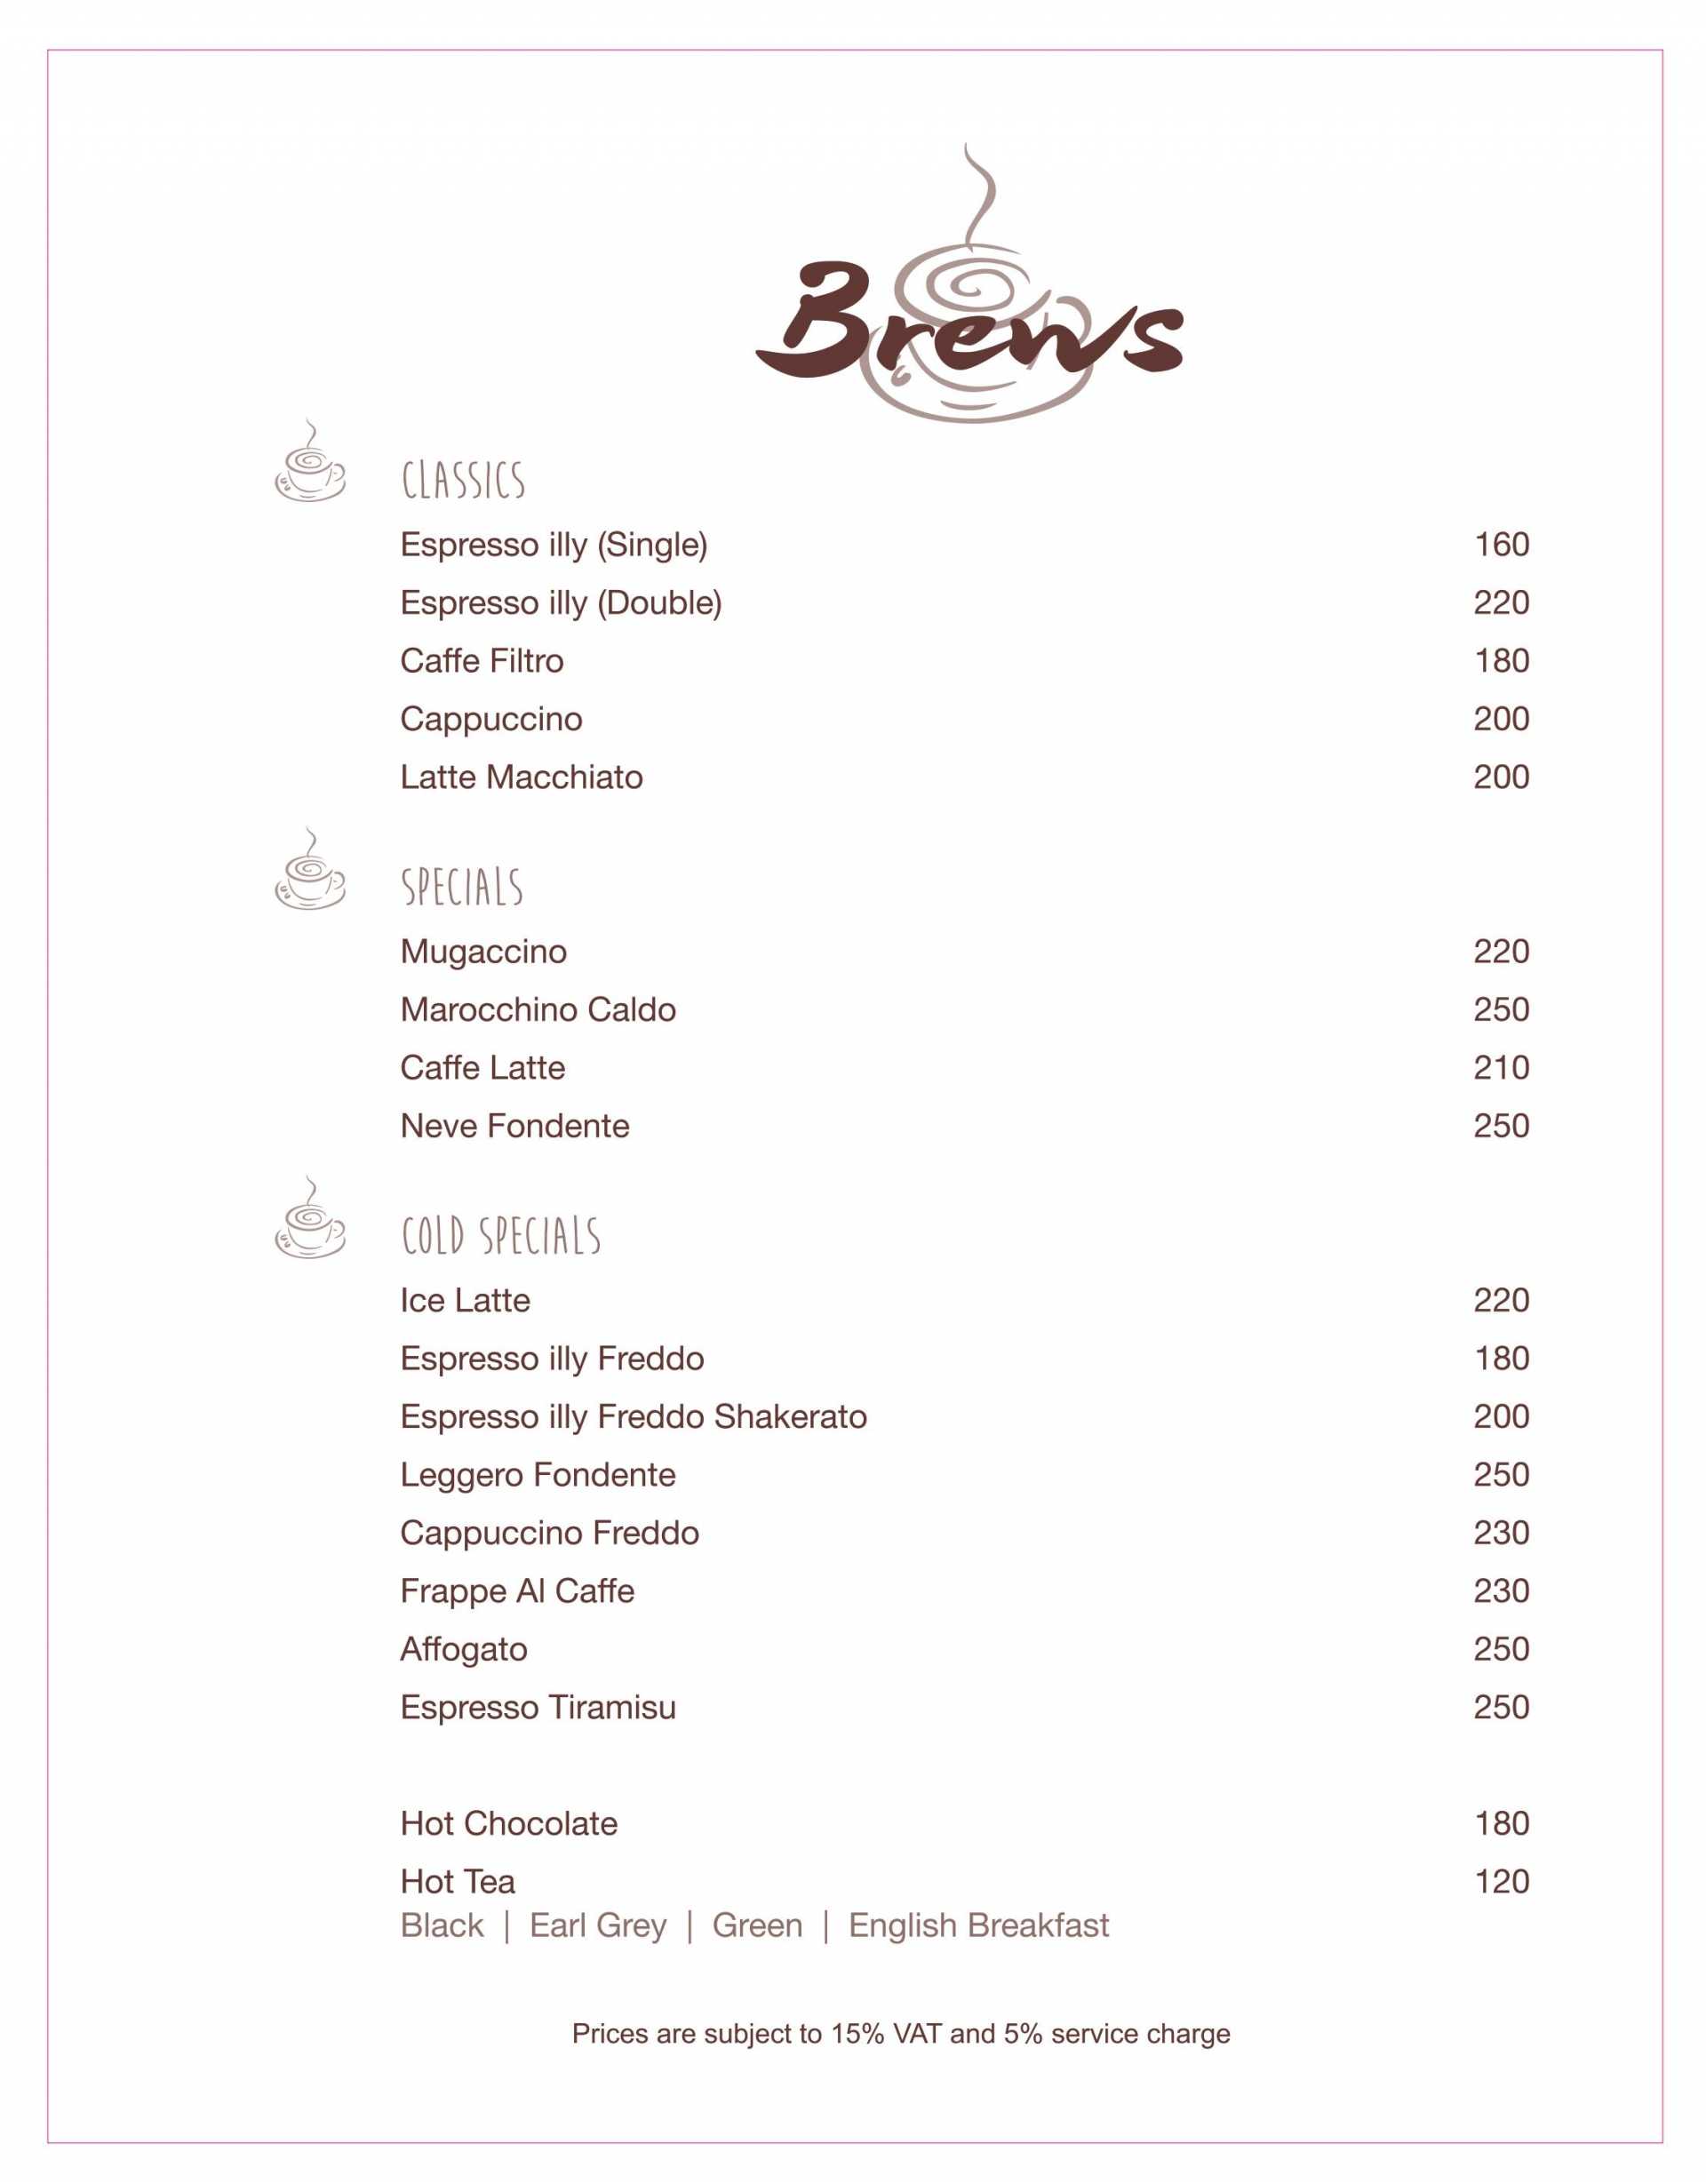 Brews
CLASSICS
Espresso illy (Single) 160
Espresso illy (Double) 220
Caffe Filtro 180
Cappuccino 200
Latte Macchiato 200
SPECIALS
Mugaccino 220
Marocchino Caldo 250
Caffe Latte 210
Neve Fondente 250
COLD SPECIALS
Ice Latte 220
Espresso illy Freddo 180
Espresso illy Freddo Shakerato 200
Leggero Fondente 250
Cappuccino Freddo 230
Frappe Al Caffe 230
Affogato 250
Espresso Tiramisu 250
Hot Chocolate 180
Hot Tea 120
Black | Earl Grey | Green | English Breakfast
Prices are subject to 15% VAT and 5% service charge